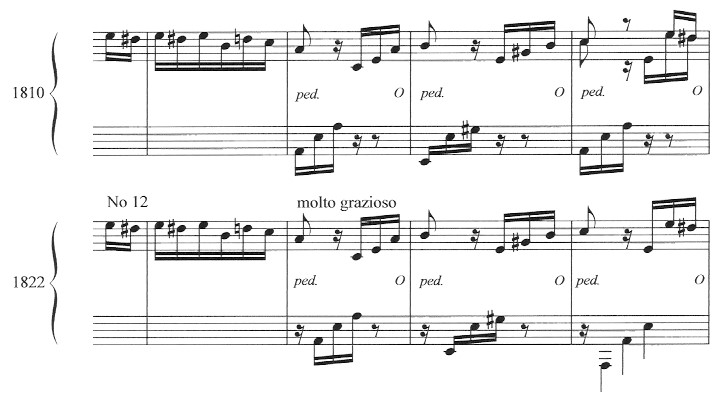 1810
ped. O ped. O ped. O
No 12
molto grazioso
1822
ped. O ped. O ped. O